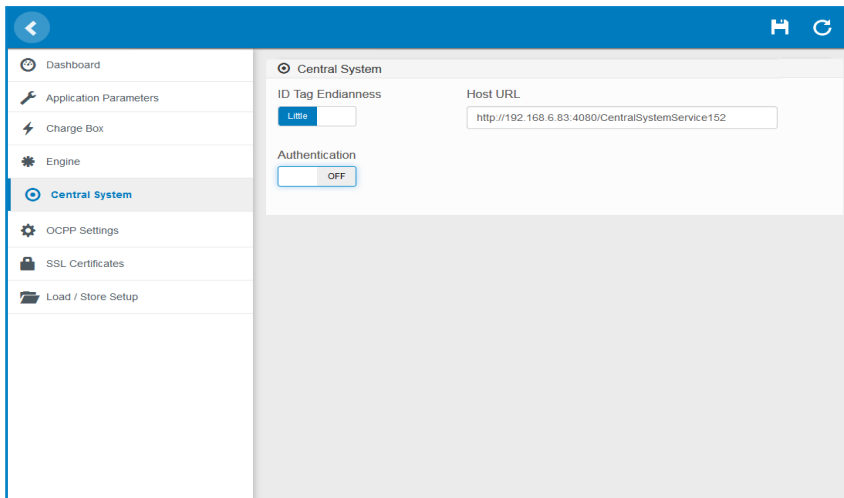 Dashboard
Application Parameters
Charge Box
Engine
Central System
OCPP Settings
SSL Certificates
Load / Store Setup
Central System
ID Tag Endianness
Little
Host URL
http://192.168.6.83:4080/CentralSystemService152
Authentication
OFF